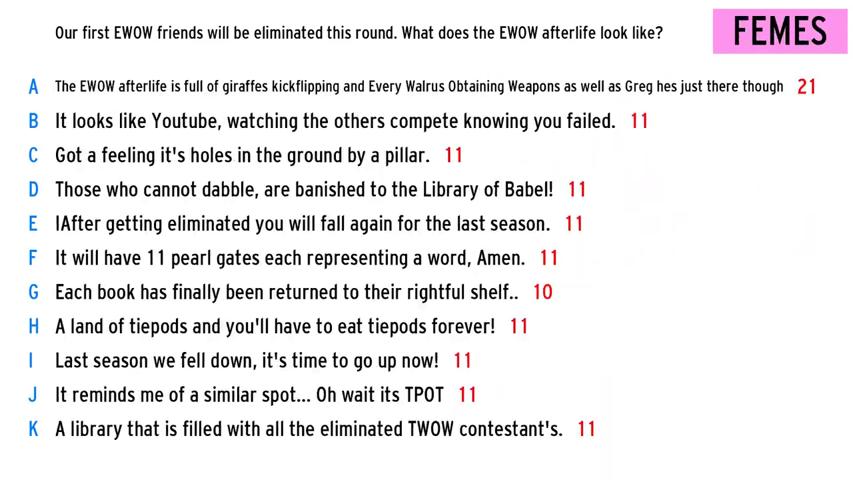 Our first EWOW friends will be eliminated this round. What does the EWOW afterlife look like?
FEMES
A The EWOW afterlife is full of giraffes kickflipping and Every Walrus Obtaining Weapons as well as Greg hes just there though 21
B It looks like Youtube, watching the others compete knowing you failed. 11
C Got a feeling it's holes in the ground by a pillar. 11
D Those who cannot dabble, are banished to the Library of Babel! 11
E IAfter getting eliminated you will fall again for the last season. 11
F It will have 11 pearl gates each representing a word, Amen. 11
G Each book has finally been returned to their rightful shelf.. 10
H A land of tiepods and you'll have to eat tiepods forever! 11
I Last season we fell down, it's time to go up now! 11
J It reminds me of a similar spot... Oh wait its TPOT 11
K A library that is filled with all the eliminated TWOW contestant's. 11